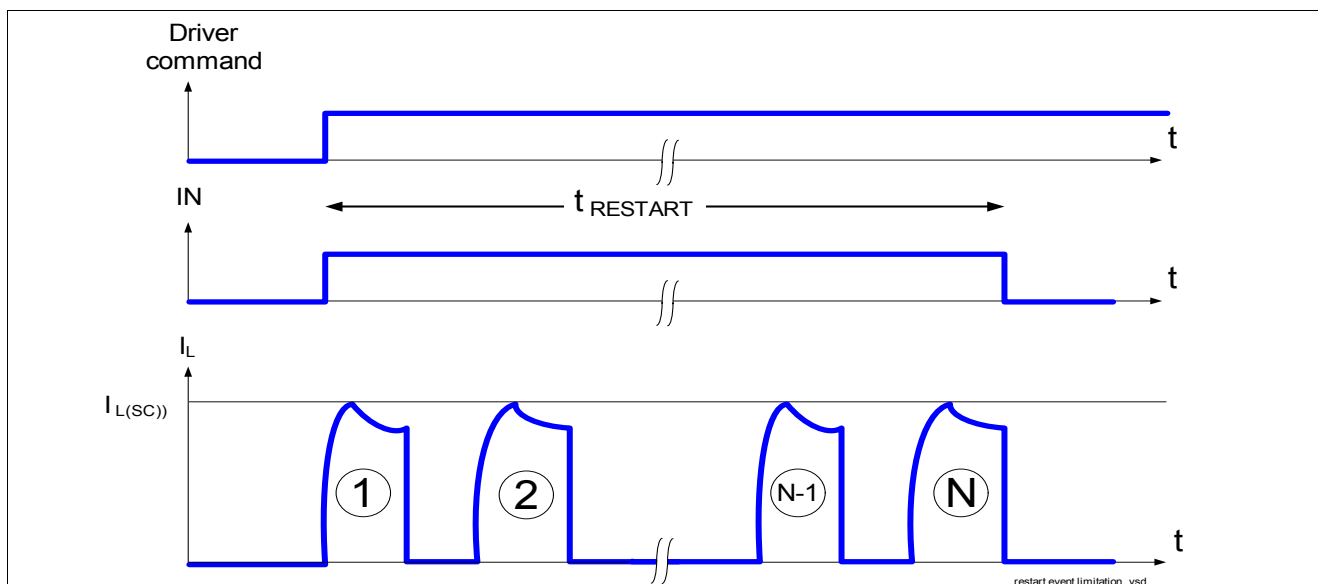 Driver
command
t
IN
t RESTART
t
IL
I L(SC))
1
2
N-1
N
t
restart event limitation .vsd